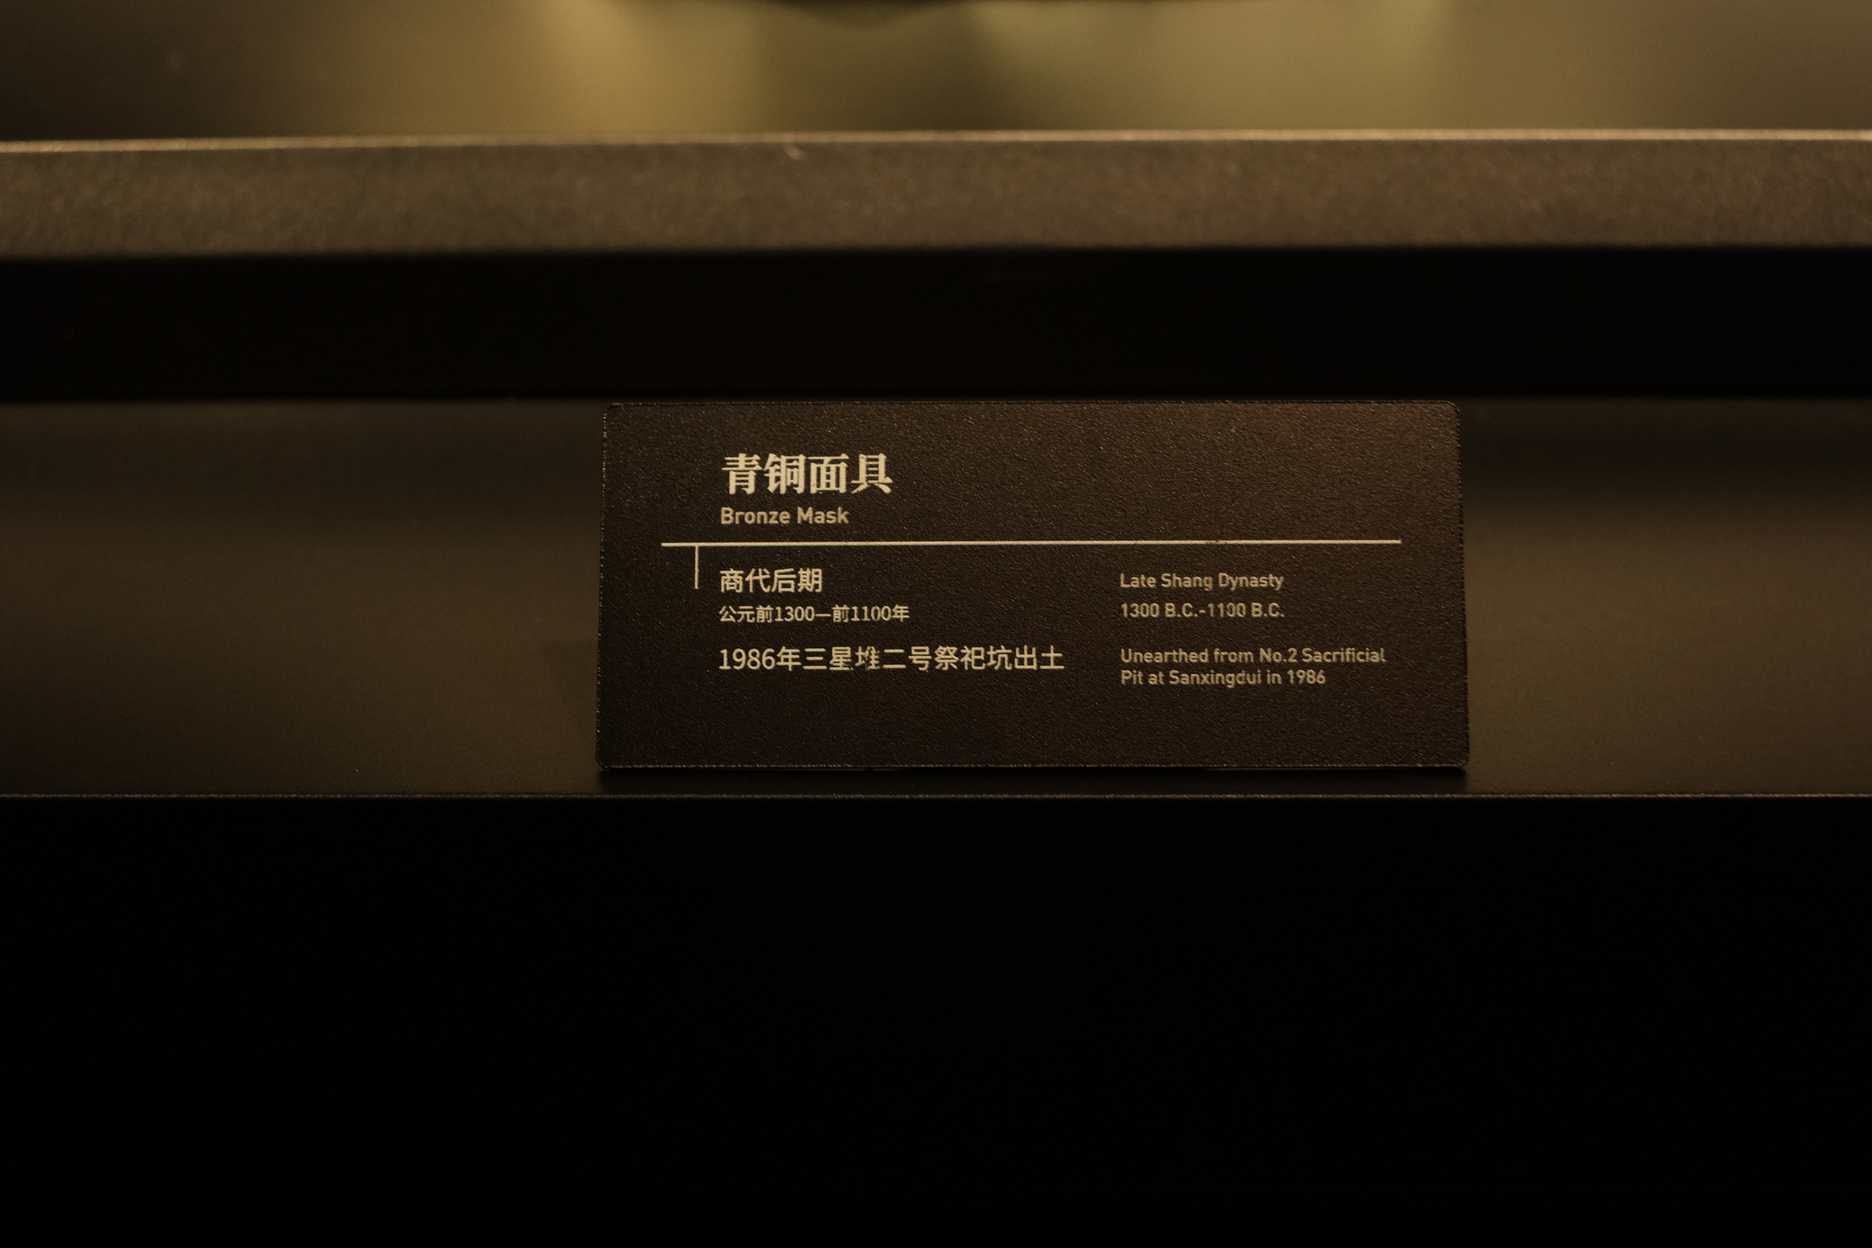 青铜面具
Bronze Mask
商代后期
公元前1300—前1100年
1986年三星堆二号祭祀坑出土
Late Shang Dynasty
1300 B.C.-1100 B.C.
Unearthed from No.2 Sacrificial
Pit at Sanxingdui in 1986